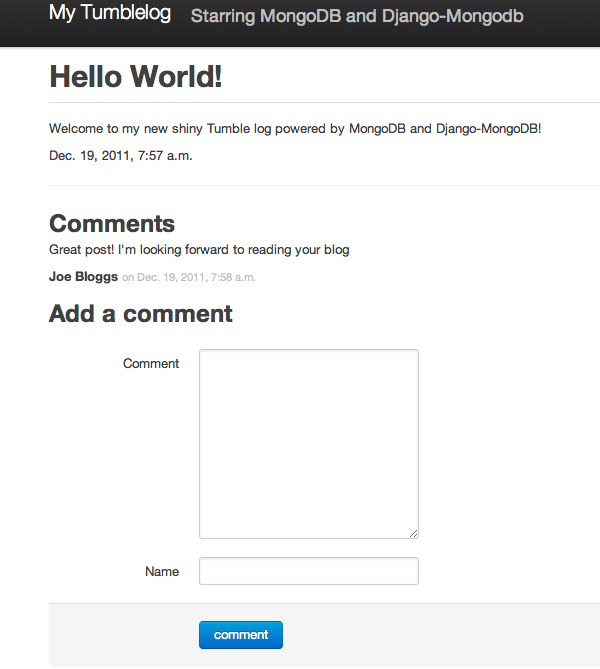 My Tumblelog Starring MongoDB and Django-Mongodb
Hello World!
Welcome to my new shiny Tumble log powered by MongoDB and Django-MongoDB!
Dec. 19, 2011, 7:57 a.m.
Comments
Great post! I'm looking forward to reading your blog
Joe Bloggs on Dec. 19, 2011, 7:58 a.m.
Add a comment
Comment
Name
comment